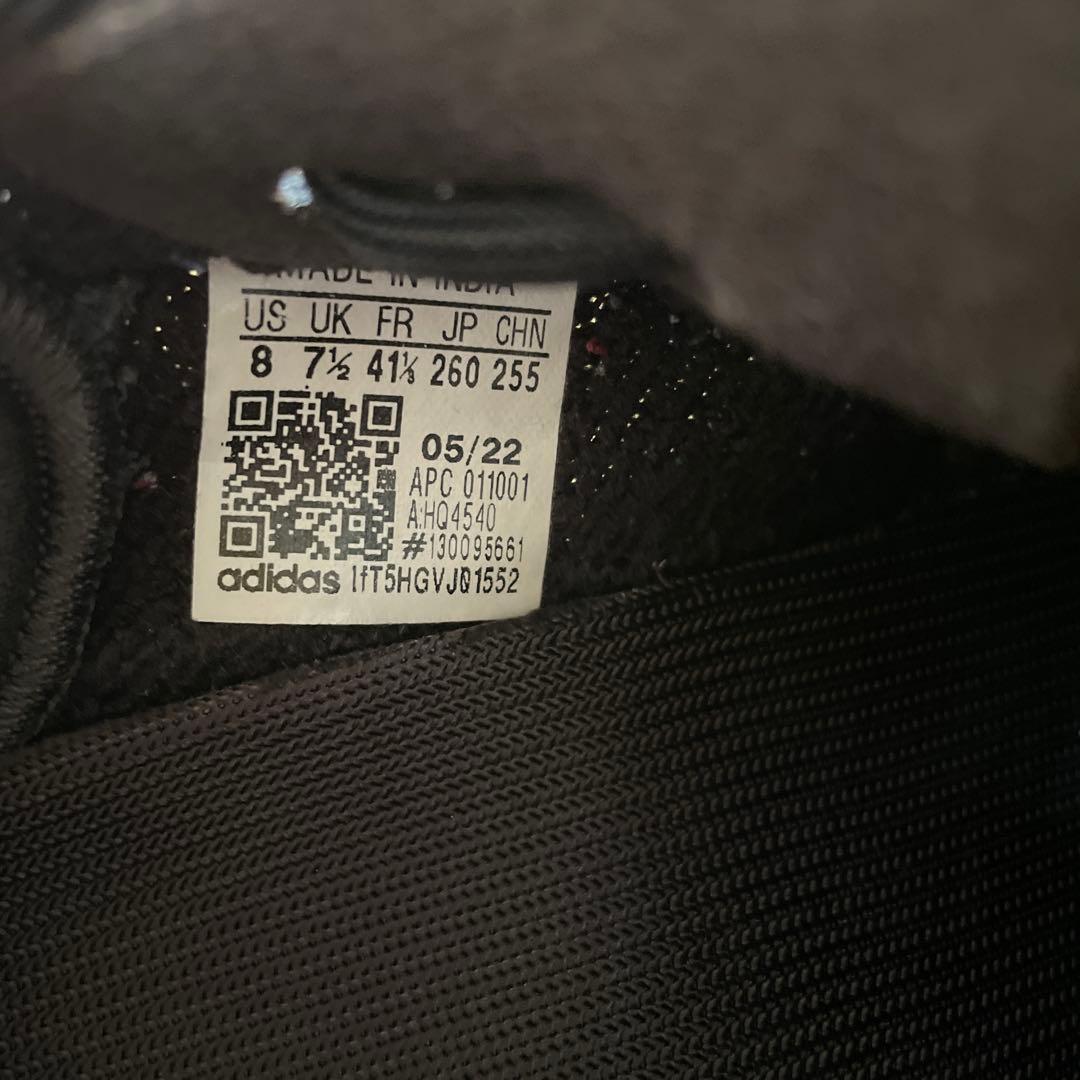 MADE IN INDIA
US UK FR JP CHN
8 7½ 41⅓ 260 255
05/22
APC 011001
A:HQ4540
#130095661
adidas 1fT5HGVJQ1552